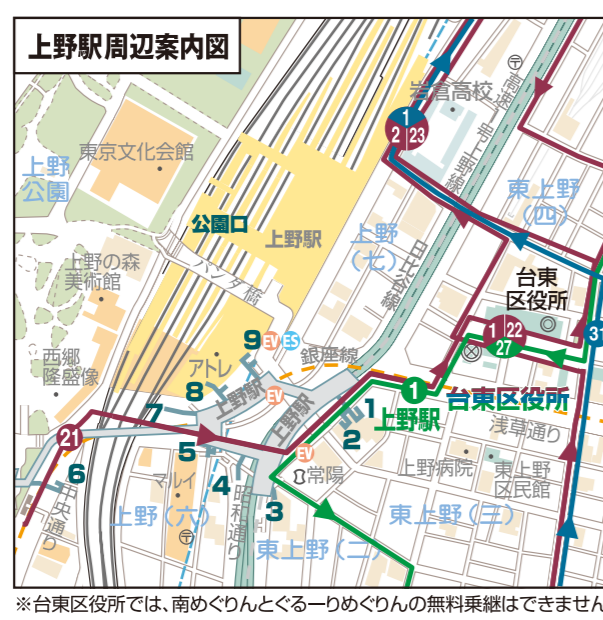 上野駅周辺案内図
岩倉高校
高速1号上野線
1
2 23
東京文化会館
上野
公園
東上野
(四)
公園口
上野駅
上野
(七)
日比谷線
パンダ橋
上野の森
美術館
台東
区役所
1 22
27
31
9
EV ES
銀座線
西郷
隆盛像
アトレ
8
EV
上野駅
上野駅
1
上野駅
台東区役所
1
2
浅草通り
7
21
5
EV
6
中央通り
マルイ
4
昭和通り
常陽
3
上野病院
東上野
区民館
上野(六)
東上野(二)
東上野(三)
※台東区役所では、南めぐりんとぐるーりめぐりんの無料乗継はできません